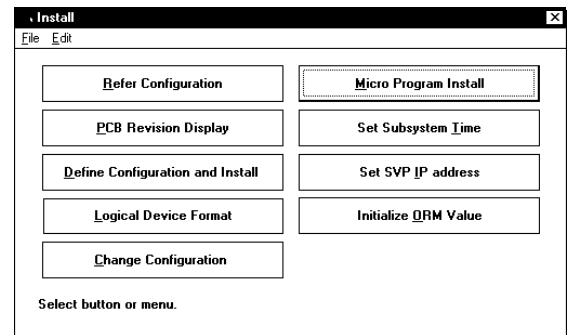 Install
File Edit
Refer Configuration
Micro Program Install
PCB Revision Display
Set Subsystem Time
Define Configuration and Install
Set SVP IP address
Logical Device Format
Initialize ORM Value
Change Configuration
Select button or menu.